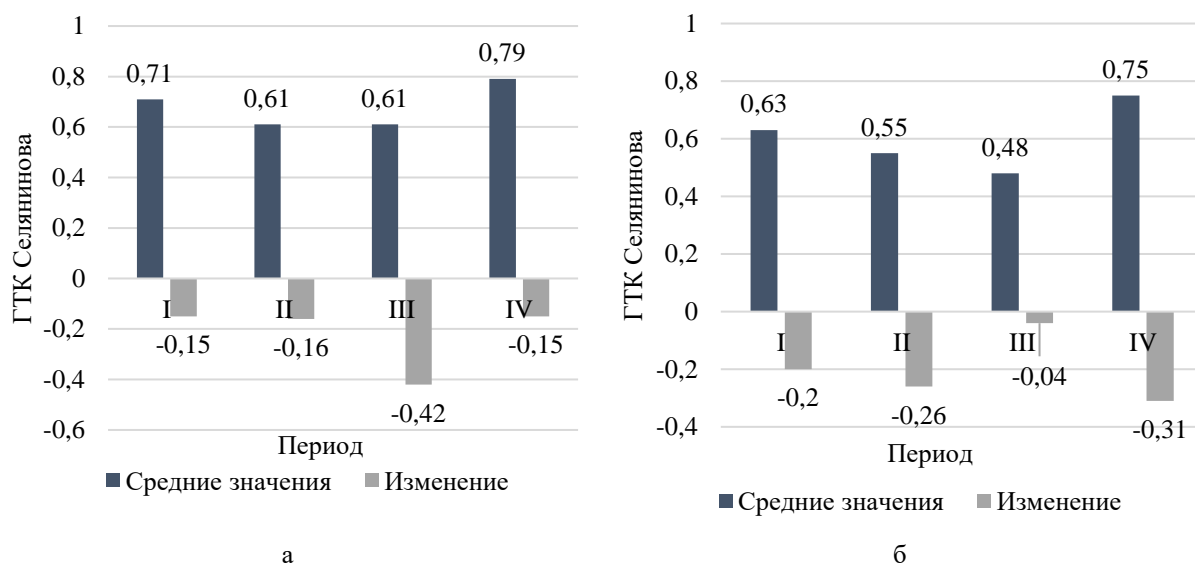 1
0,8
0,6
0,4
0,2
0
-0,2
-0,4
-0,6
ГТК Селянинова
0,71
0,61
0,61
0,79
I
II
III
IV
-0,15
-0,16
-0,42
-0,15
Период
Средние значения
Изменение
а
1
0,8
0,6
0,4
0,2
0
-0,2
-0,4
ГТК Селянинова
0,63
0,55
0,48
0,75
I
II
III
IV
-0,2
-0,26
-0,04
-0,31
Период
Средние значения
Изменение
б